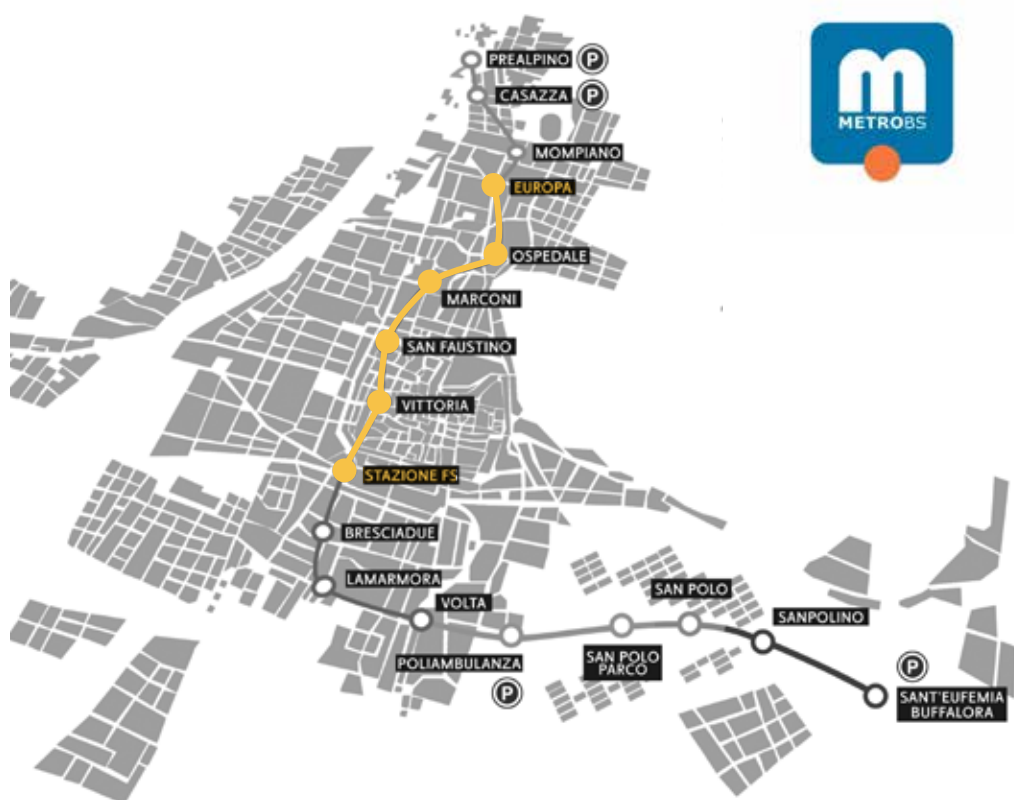 PREALPINO P
CASAZZA P
m
METROBS
MOMPIANO
EUROPA
OSPEDALE
MARCONI
SAN FAUSTINO
VITTORIA
STAZIONE FS
BRESCIADUE
LAMARMORA
VOLTA
SAN POLO
SANPOLINO
POLIAMBULANZA
P
SAN POLO
PARCO
P
SANT'EUFEMIA
BUFFALORA